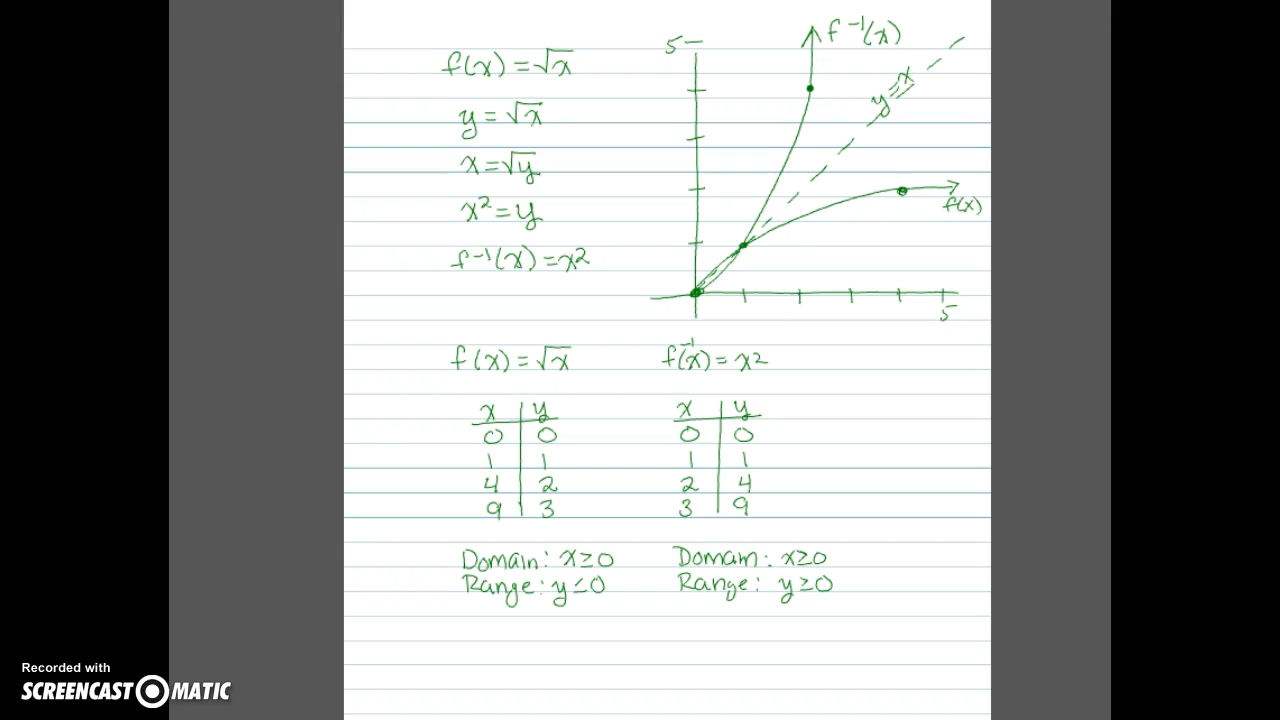 f(x) = √x
y = √x
x = √y
x² = y
f⁻¹(x) = x²
5
f⁻¹(x)
y = x
f(x)
5
f(x) = √x
x y
0 0
1 1
4 2
9 3
Domain: x ≥ 0
Range: y ≤ 0
f⁻¹(x) = x²
x y
0 0
1 1
2 4
3 9
Domain: x ≥ 0
Range: y ≥ 0
Recorded with
SCREENCAST O MATIC